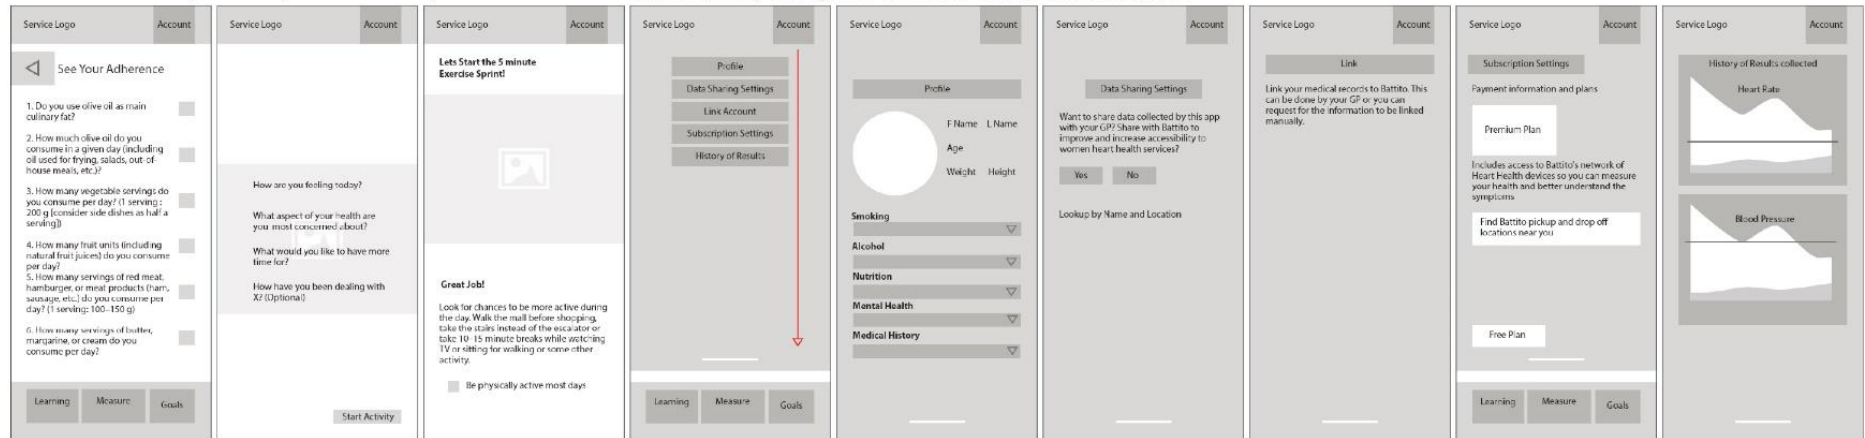 Service Logo
Account
See Your Adherence
1. Do you use olive oil as main
culinary fat?
2. How much olive oil do you
consume in a given day (including
oil used for frying, salads, out-of-
house meals, etc.)?
3. How many vegetable servings do
you consume per day? (1 serving :
200 g [consider side dishes as half a
serving])
4. How many fruit units (including
natural fruit juices) do you consume
per day?
5. How many servings of red meat,
hamburger, or meat products (ham,
sausage, etc.) do you consume per
day? (1 serving: 100–150 g)
6. How many servings of butter,
margarine, or cream do you
consume per day?
Learning
Measure
Goals
Service Logo
Account
How are you feeling today?
What aspect of your health are
you most concerned about?
What would you like to have more
time for?
How have you been dealing with
X? (Optional)
Start Activity
Service Logo
Account
Lets Start the 5 minute
Exercise Sprint!
Great Job!
Look for chances to be more active during
the day. Walk the mall before shopping,
take the stairs instead of the escalator or
take 10–15 minute breaks while watching
TV or sitting for walking or some other
activity.
Be physically active most days
Service Logo
Account
Profile
Data Sharing Settings
Link Account
Subscription Settings
History of Results
Learning
Measure
Goals
Service Logo
Account
Profile
F Name L Name
Age
Weight Height
Smoking
Alcohol
Nutrition
Mental Health
Medical History
Service Logo
Account
Data Sharing Settings
Want to share data collected by this app
with your GP? Share with Battito to
improve and increase accessibility to
women heart health services?
Yes
No
Lookup by Name and Location
Service Logo
Account
Link
Link your medical records to Battito. This
can be done by your GP or you can
request for the information to be linked
manually.
Service Logo
Account
Subscription Settings
Payment information and plans
Premium Plan
Includes access to Battito's network of
Heart Health devices so you can measure
your health and better understand the
symptoms
Find Battito pickup and drop off
locations near you
Free Plan
Learning
Measure
Goals
Service Logo
Account
History of Results collected
Heart Rate
Blood Pressure